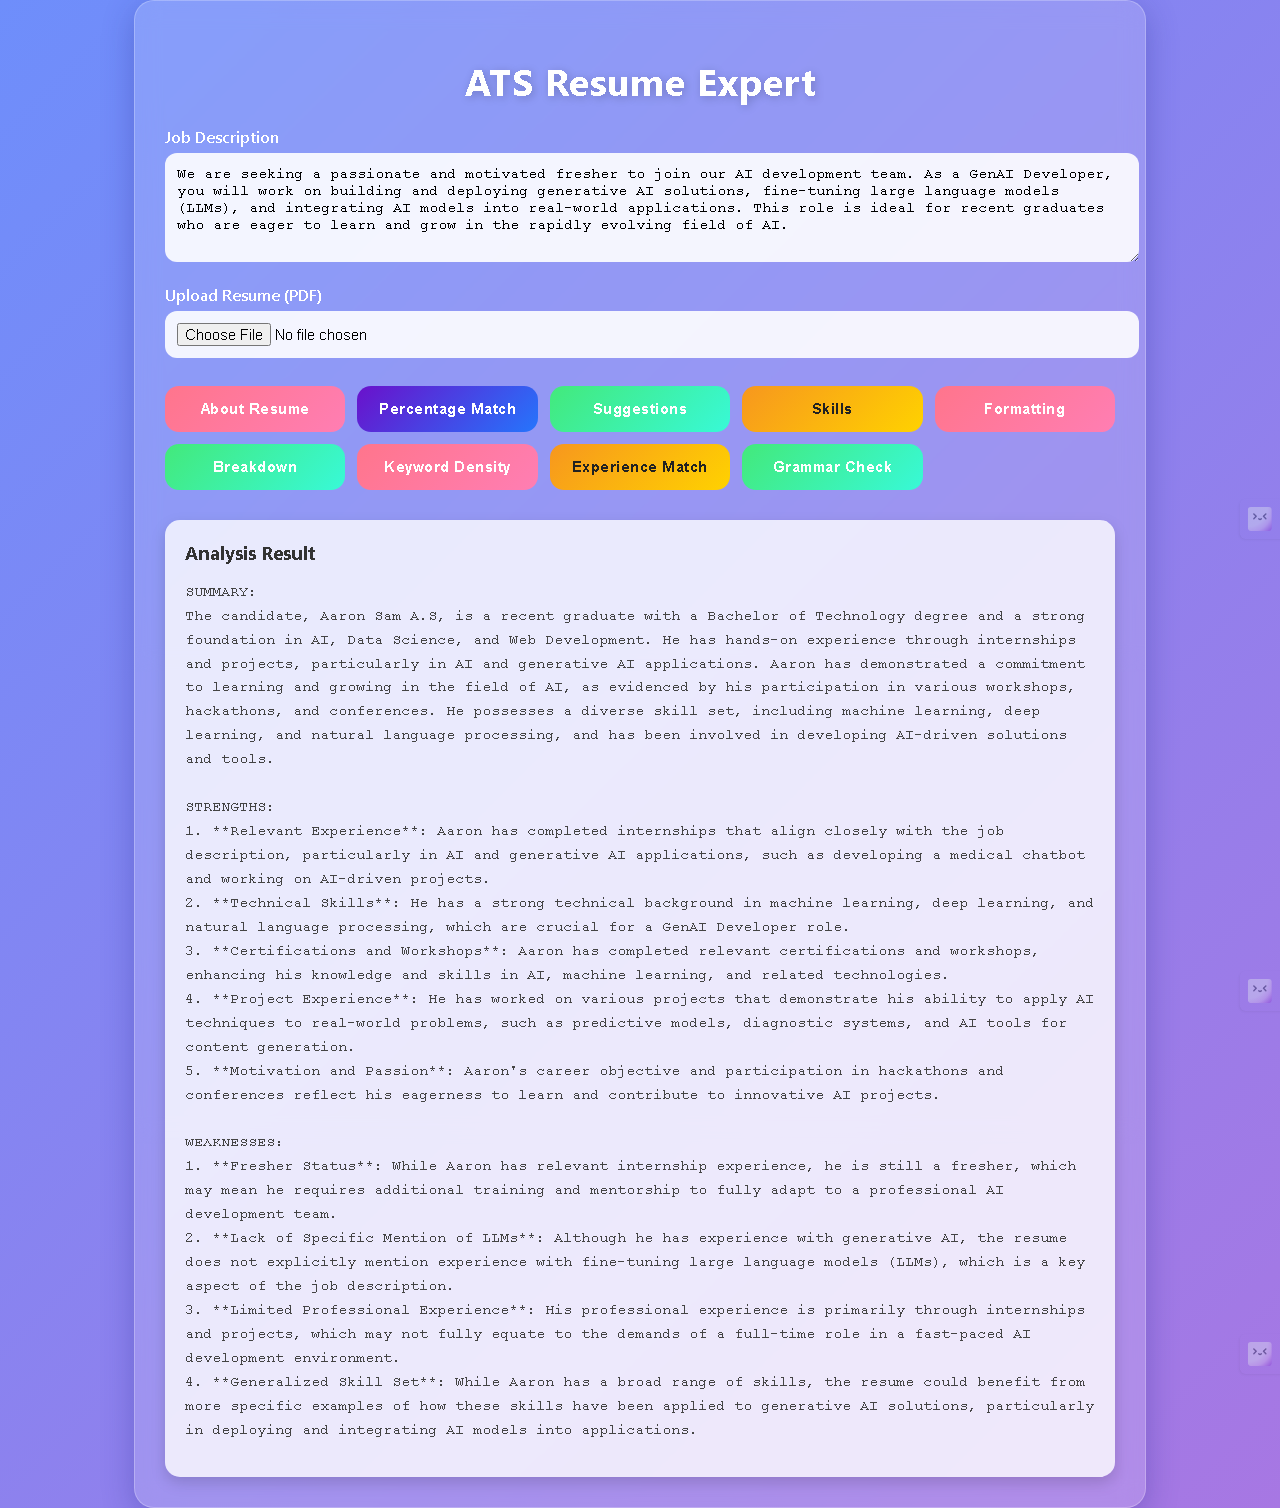 ATS Resume Expert
Job Description
We are seeking a passionate and motivated fresher to join our AI development team. As a GenAI Developer,
you will work on building and deploying generative AI solutions, fine-tuning large language models
(LLMs), and integrating AI models into real-world applications. This role is ideal for recent graduates
who are eager to learn and grow in the rapidly evolving field of AI.
Upload Resume (PDF)
Choose File No file chosen
About Resume Percentage Match Suggestions Skills Formatting
Breakdown Keyword Density Experience Match Grammar Check
Analysis Result
SUMMARY:
The candidate, Aaron Sam A.S, is a recent graduate with a Bachelor of Technology degree and a strong
foundation in AI, Data Science, and Web Development. He has hands-on experience through internships
and projects, particularly in AI and generative AI applications. Aaron has demonstrated a commitment
to learning and growing in the field of AI, as evidenced by his participation in various workshops,
hackathons, and conferences. He possesses a diverse skill set, including machine learning, deep
learning, and natural language processing, and has been involved in developing AI-driven solutions
and tools.
STRENGTHS:
1. **Relevant Experience**: Aaron has completed internships that align closely with the job
description, particularly in AI and generative AI applications, such as developing a medical chatbot
and working on AI-driven projects.
2. **Technical Skills**: He has a strong technical background in machine learning, deep learning, and
natural language processing, which are crucial for a GenAI Developer role.
3. **Certifications and Workshops**: Aaron has completed relevant certifications and workshops,
enhancing his knowledge and skills in AI, machine learning, and related technologies.
4. **Project Experience**: He has worked on various projects that demonstrate his ability to apply AI
techniques to real-world problems, such as predictive models, diagnostic systems, and AI tools for
content generation.
5. **Motivation and Passion**: Aaron's career objective and participation in hackathons and
conferences reflect his eagerness to learn and contribute to innovative AI projects.
WEAKNESSES:
1. **Fresher Status**: While Aaron has relevant internship experience, he is still a fresher, which
may mean he requires additional training and mentorship to fully adapt to a professional AI
development team.
2. **Lack of Specific Mention of LLMs**: Although he has experience with generative AI, the resume
does not explicitly mention experience with fine-tuning large language models (LLMs), which is a key
aspect of the job description.
3. **Limited Professional Experience**: His professional experience is primarily through internships
and projects, which may not fully equate to the demands of a full-time role in a fast-paced AI
development environment.
4. **Generalized Skill Set**: While Aaron has a broad range of skills, the resume could benefit from
more specific examples of how these skills have been applied to generative AI solutions, particularly
in deploying and integrating AI models into applications.